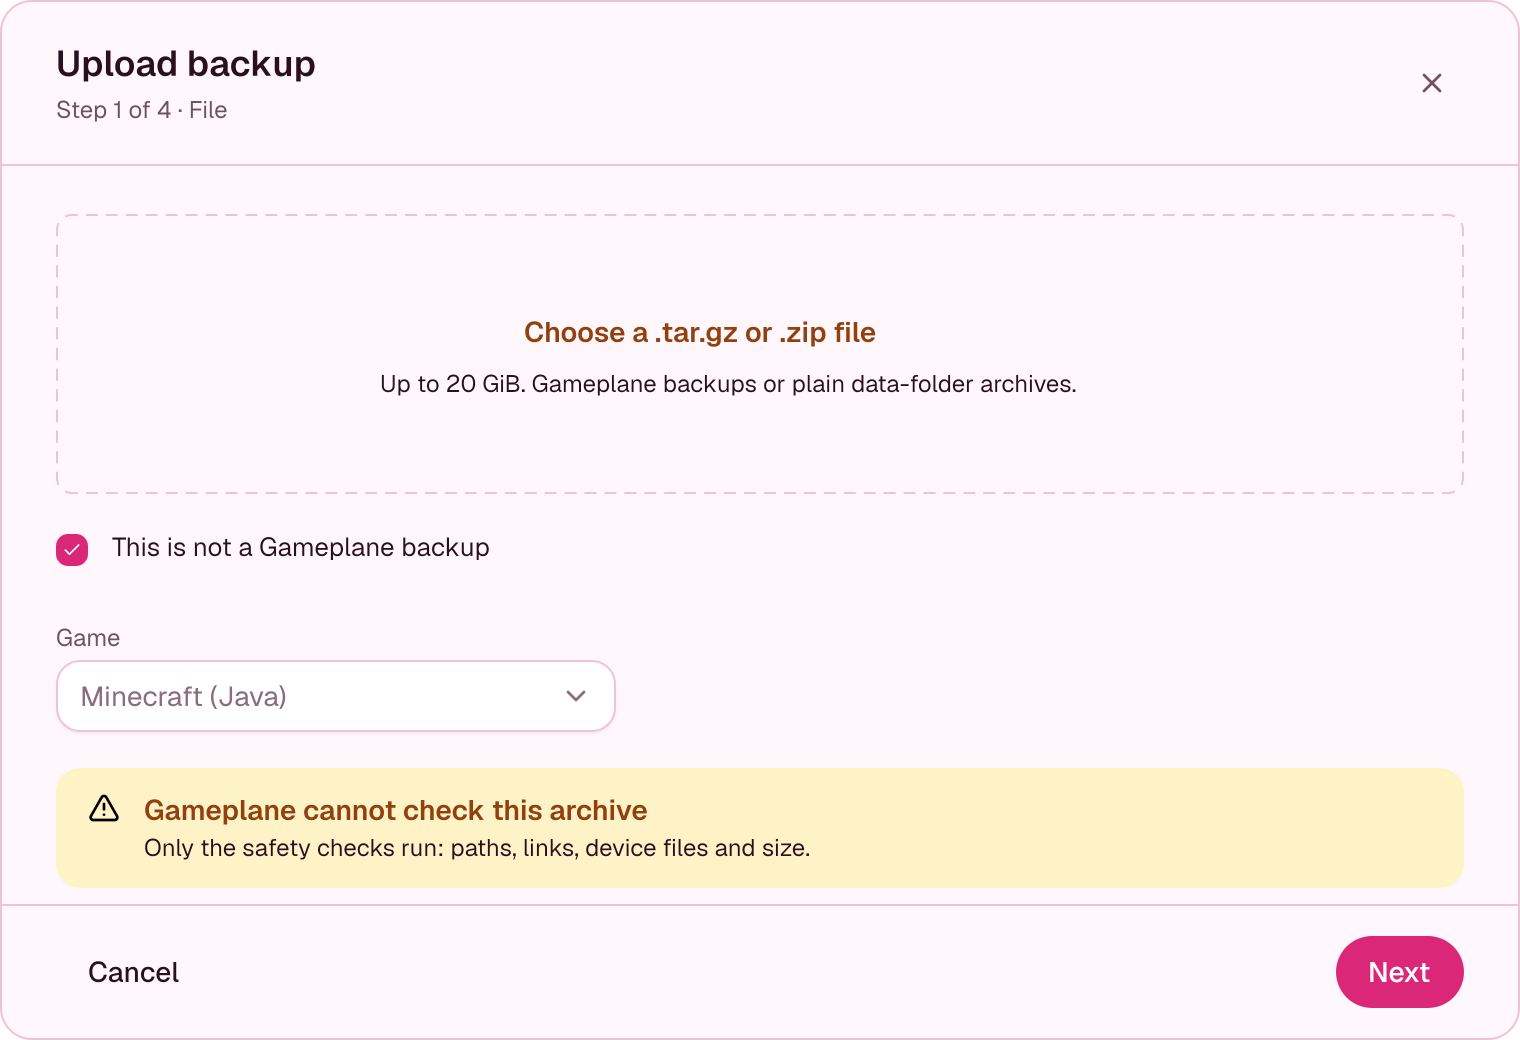 Upload backup
Step 1 of 4 · File
Choose a .tar.gz or .zip file
Up to 20 GiB. Gameplane backups or plain data-folder archives.
This is not a Gameplane backup
Game
Minecraft (Java)
Gameplane cannot check this archive
Only the safety checks run: paths, links, device files and size.
Cancel
Next